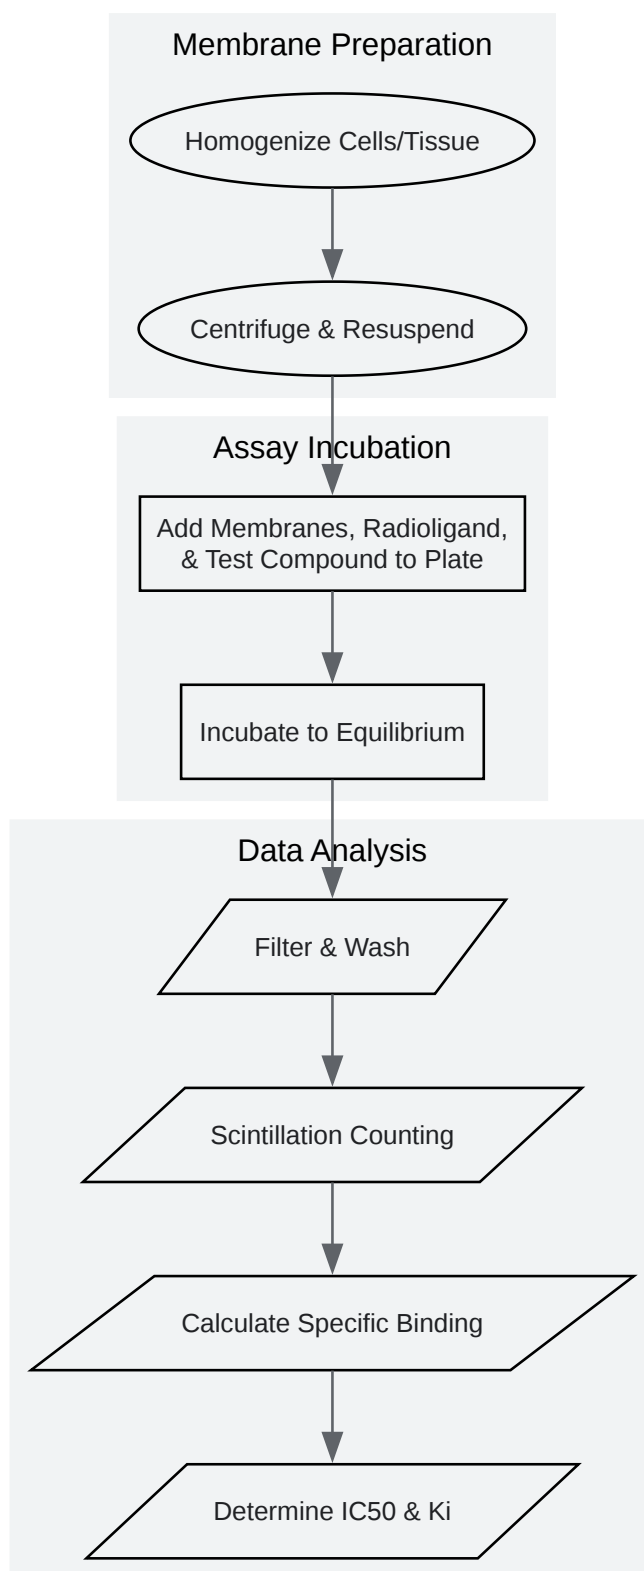 Membrane Preparation
Homogenize Cells/Tissue
Centrifuge & Resuspend
Assay Incubation
Add Membranes, Radioligand,
& Test Compound to Plate
Incubate to Equilibrium
Data Analysis
Filter & Wash
Scintillation Counting
Calculate Specific Binding
Determine IC50 & Ki